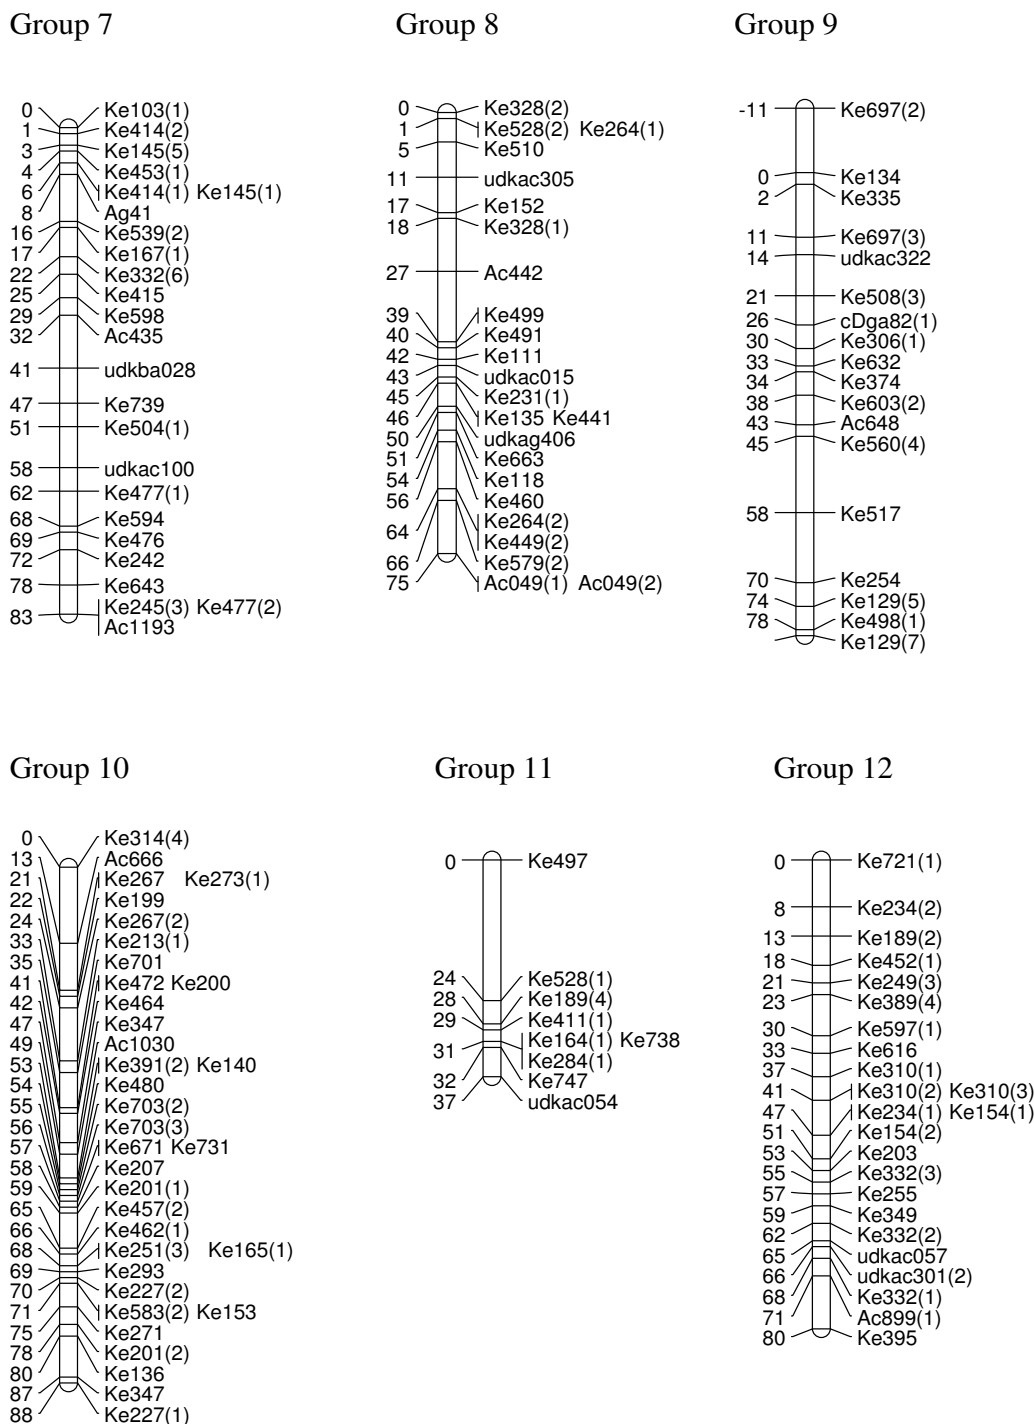 Group 7
0 Ke103(1)
1 Ke414(2)
3 Ke145(5)
4 Ke453(1)
6 Ke414(1) Ke145(1)
8 Ag41
16 Ke539(2)
17 Ke167(1)
22 Ke332(6)
25 Ke415
29 Ke598
32 Ac435
41 udkba028
47 Ke739
51 Ke504(1)
58 udkac100
62 Ke477(1)
68 Ke594
69 Ke476
72 Ke242
78 Ke643
83 Ke245(3) Ke477(2)
Ac1193
Group 8
0 Ke328(2)
1 Ke528(2) Ke264(1)
5 Ke510
11 udkac305
17 Ke152
18 Ke328(1)
27 Ac442
39 Ke499
40 Ke491
42 Ke111
43 udkac015
45 Ke231(1)
46 Ke135 Ke441
50 udkag406
51 Ke663
54 Ke118
56 Ke460
64 Ke264(2)
Ke449(2)
66 Ke579(2)
75 Ac049(1) Ac049(2)
Group 9
-11 Ke697(2)
0 Ke134
2 Ke335
11 Ke697(3)
14 udkac322
21 Ke508(3)
26 cDga82(1)
30 Ke306(1)
33 Ke632
34 Ke374
38 Ke603(2)
43 Ac648
45 Ke560(4)
58 Ke517
70 Ke254
74 Ke129(5)
78 Ke498(1)
Ke129(7)
Group 10
0 Ke314(4)
13 Ac666
21 Ke267 Ke273(1)
22 Ke199
24 Ke267(2)
33 Ke213(1)
35 Ke701
41 Ke472 Ke200
42 Ke464
47 Ke347
49 Ac1030
53 Ke391(2) Ke140
54 Ke480
55 Ke703(2)
56 Ke703(3)
57 Ke671 Ke731
58 Ke207
59 Ke201(1)
65 Ke457(2)
66 Ke462(1)
68 Ke251(3) Ke165(1)
69 Ke293
70 Ke227(2)
71 Ke583(2) Ke153
75 Ke271
78 Ke201(2)
80 Ke136
87 Ke347
88 Ke227(1)
Group 11
0 Ke497
24 Ke528(1)
28 Ke189(4)
29 Ke411(1)
31 Ke164(1) Ke738
Ke284(1)
32 Ke747
37 udkac054
Group 12
0 Ke721(1)
8 Ke234(2)
13 Ke189(2)
18 Ke452(1)
21 Ke249(3)
23 Ke389(4)
30 Ke597(1)
33 Ke616
37 Ke310(1)
41 Ke310(2) Ke310(3)
47 Ke234(1) Ke154(1)
51 Ke154(2)
53 Ke203
55 Ke332(3)
57 Ke255
59 Ke349
62 Ke332(2)
65 udkac057
66 udkac301(2)
68 Ke332(1)
71 Ac899(1)
80 Ke395